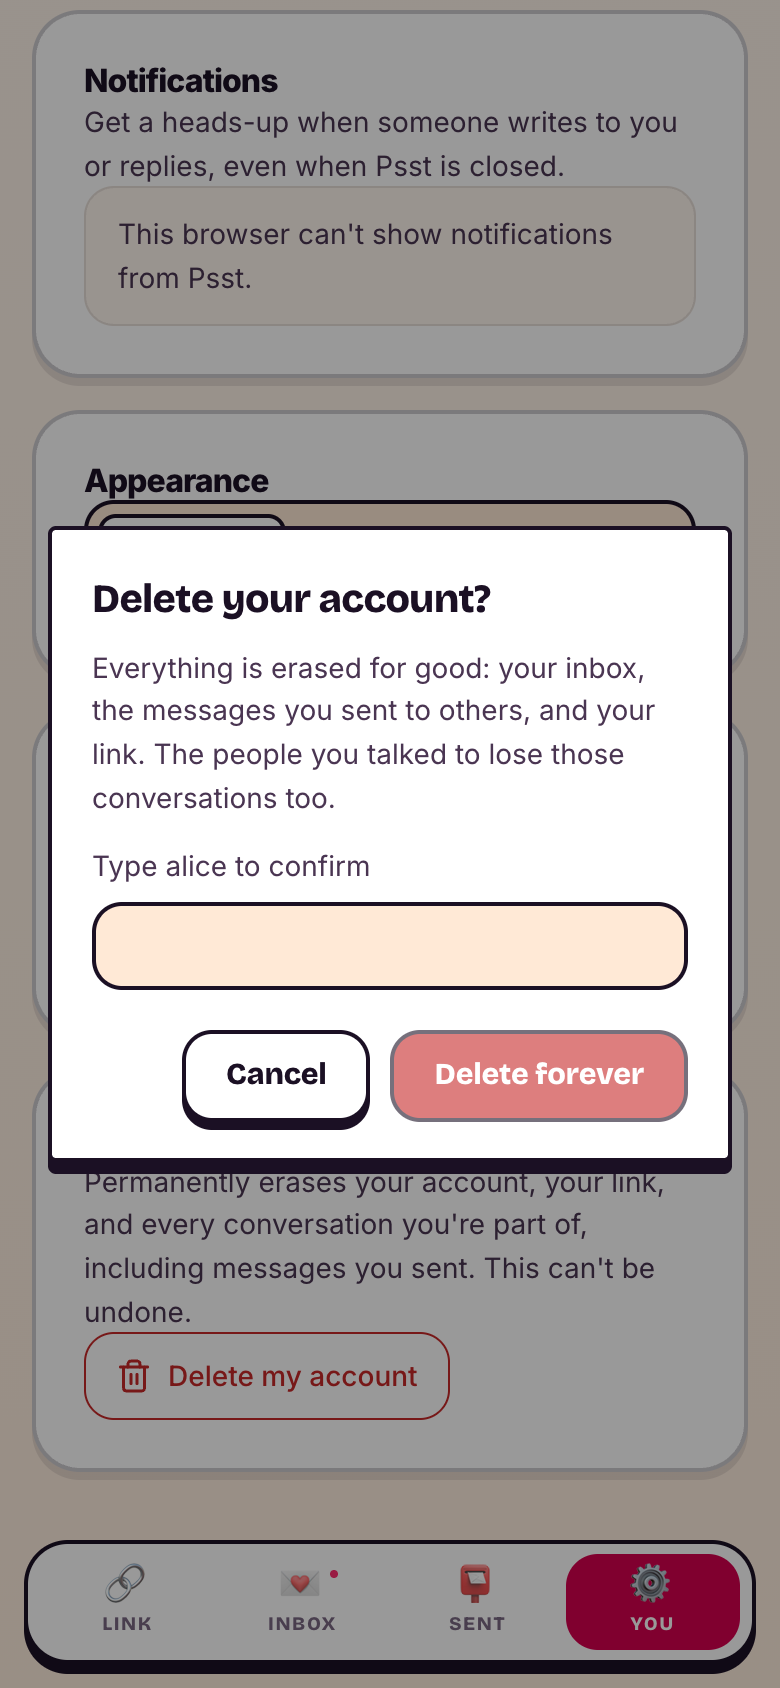 Notifications
Get a heads-up when someone writes to you
or replies, even when Psst is closed.
This browser can't show notifications
from Psst.
Appearance
Delete your account?
Everything is erased for good: your inbox,
the messages you sent to others, and your
link. The people you talked to lose those
conversations too.
Type alice to confirm
Cancel
Delete forever
Permanently erases your account, your link,
and every conversation you're part of,
including messages you sent. This can't be
undone.
Delete my account
LINK
INBOX
SENT
YOU